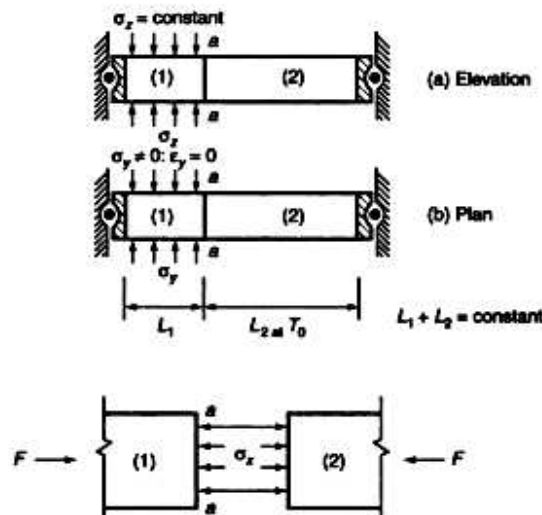 σz = constant
a
(1)
(2)
(a) Elevation
a
σz
σy ≠ 0: εy = 0
a
(1)
(2)
(b) Plan
a
σy
L1
L2 at T0
L1 + L2 = constant
a
F
(1)
σx
(2)
F
a